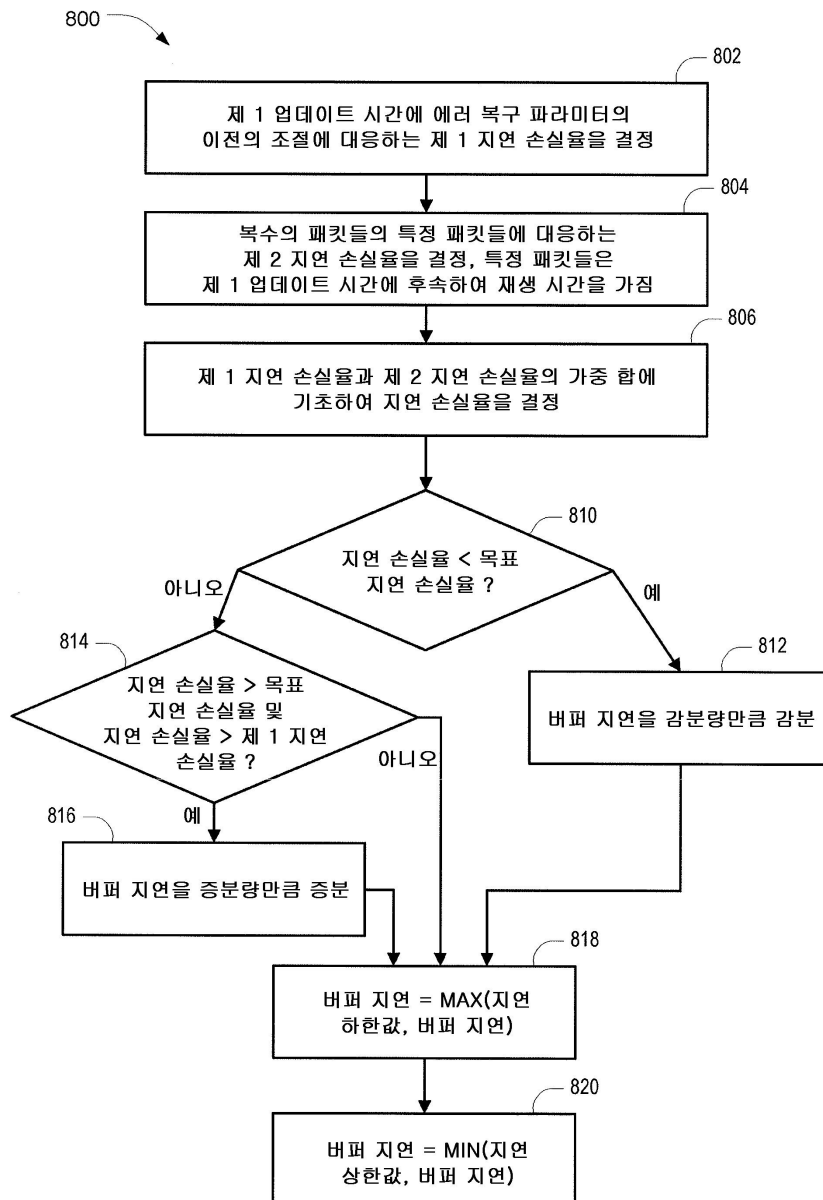 800
802
제 1 업데이트 시간에 에러 복구 파라미터의
이전의 조절에 대응하는 제 1 지연 손실율을 결정
804
복수의 패킷들의 특정 패킷들에 대응하는
제 2 지연 손실율을 결정, 특정 패킷들은
제 1 업데이트 시간에 후속하여 재생 시간을 가짐
806
제 1 지연 손실율과 제 2 지연 손실율의 가중 합에
기초하여 지연 손실율을 결정
810
지연 손실율 < 목표
지연 손실율 ?
아니오
예
814
지연 손실율 > 목표
지연 손실율 및
지연 손실율 > 제 1 지연
손실율 ?
812
버퍼 지연을 감분량만큼 감분
아니오
예
816
버퍼 지연을 증분량만큼 증분
818
버퍼 지연 = MAX(지연
하한값, 버퍼 지연)
820
버퍼 지연 = MIN(지연
상한값, 버퍼 지연)